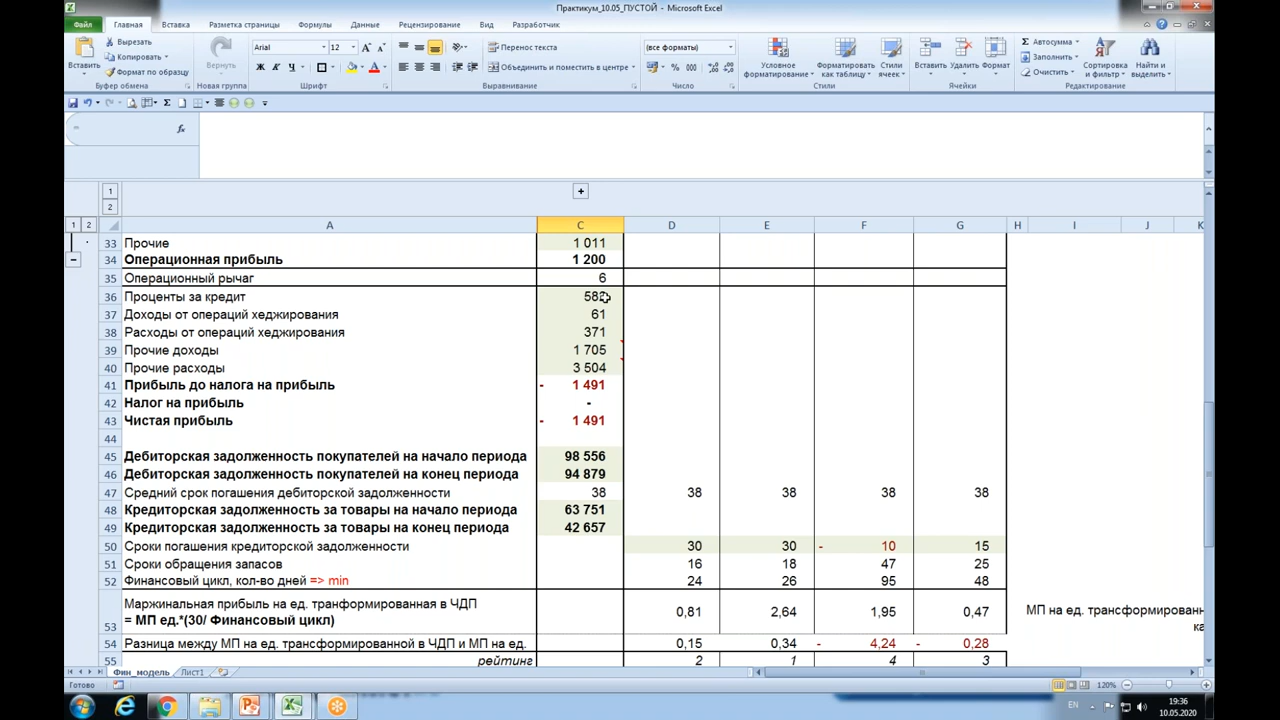 Практикум_10.05_ПУСТОЙ - Microsoft Excel
Файл Главная Вставка Разметка страницы Формулы Данные Рецензирование Вид Разработчик
Вставить Вырезать Копировать Формат по образцу
Буфер обмена
Вернуть
Новая группа
Arial 12
Ж К Ч
Шрифт
Перенос текста
Объединить и поместить в центре
Выравнивание
(все форматы)
% 000
Число
Условное форматирование Форматировать как таблицу Стили ячеек
Стили
Вставить Удалить Формат
Ячейки
Автосумма Заполнить Очистить
Сортировка и фильтр Найти и выделить
Редактирование
1
2
1 2 A C D E F G H I J K
33 Прочие 1 011
34 Операционная прибыль 1 200
35 Операционный рычаг 6
36 Проценты за кредит 582
37 Доходы от операций хеджирования 61
38 Расходы от операций хеджирования 371
39 Прочие доходы 1 705
40 Прочие расходы 3 504
41 Прибыль до налога на прибыль - 1 491
42 Налог на прибыль -
43 Чистая прибыль - 1 491
44
45 Дебиторская задолженность покупателей на начало периода 98 556
46 Дебиторская задолженность покупателей на конец периода 94 879
47 Средний срок погашения дебиторской задолженности 38 38 38 38 38
48 Кредиторская задолженность за товары на начало периода 63 751
49 Кредиторская задолженность за товары на конец периода 42 657
50 Сроки погашения кредиторской задолженности 30 30 - 10 15
51 Сроки обращения запасов 16 18 47 25
52 Финансовый цикл, кол-во дней => min 24 26 95 48
Маржинальная прибыль на ед. транформированная в ЧДП
53 = МП ед.*(30/ Финансовый цикл) 0,81 2,64 1,95 0,47 МП на ед. трансформированн
ка
54 Разница между МП на ед. трансформированной в ЧДП и МП на ед. 0,15 0,34 - 4,24 - 0,28
55 рейтинг 2 1 4 3
Фин_модель Лист1
Готово 120%
EN 19:36
10.05.2020